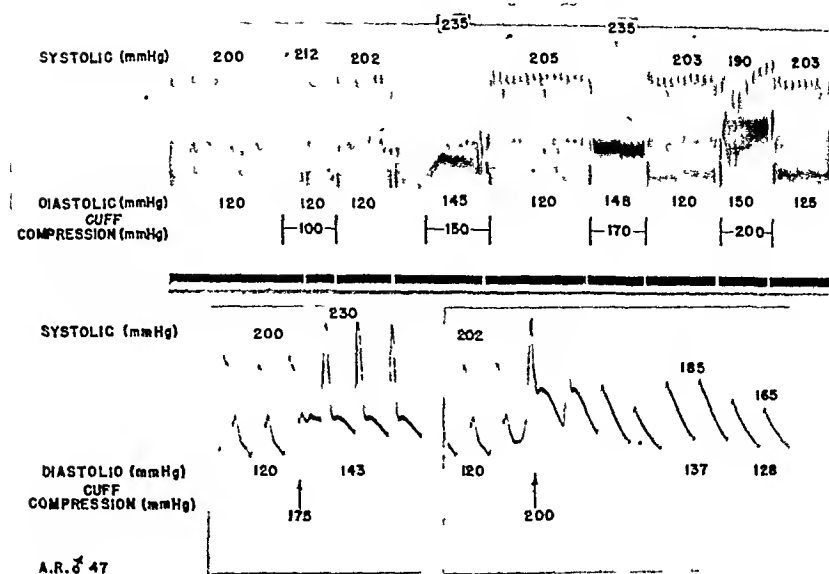 235 235
SYSTOLIC (mmHg) 200 212 202 205 203 190 203
DIASTOLIC (mmHg) 120 120 120 145 120 148 120 150 125
CUFF
COMPRESSION (mmHg) 100 150 170 200
230
SYSTOLIC (mmHg) 200 202 185
165
DIASTOLIC (mmHg) 120 143 120 137 128
CUFF
COMPRESSION (mmHg)
175 200
A.R. ♂ 47